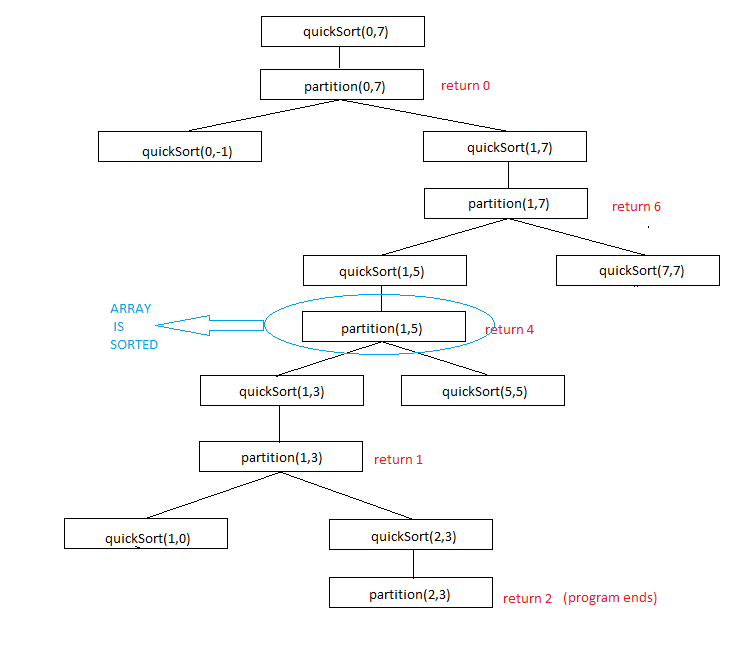 quickSort(0,7)
partition(0,7) return 0
quickSort(0,-1) quickSort(1,7)
partition(1,7) return 6
quickSort(1,5) quickSort(7,7)
ARRAY
IS
SORTED
partition(1,5) return 4
quickSort(1,3) quickSort(5,5)
partition(1,3) return 1
quickSort(1,0) quickSort(2,3)
partition(2,3) return 2 (program ends)